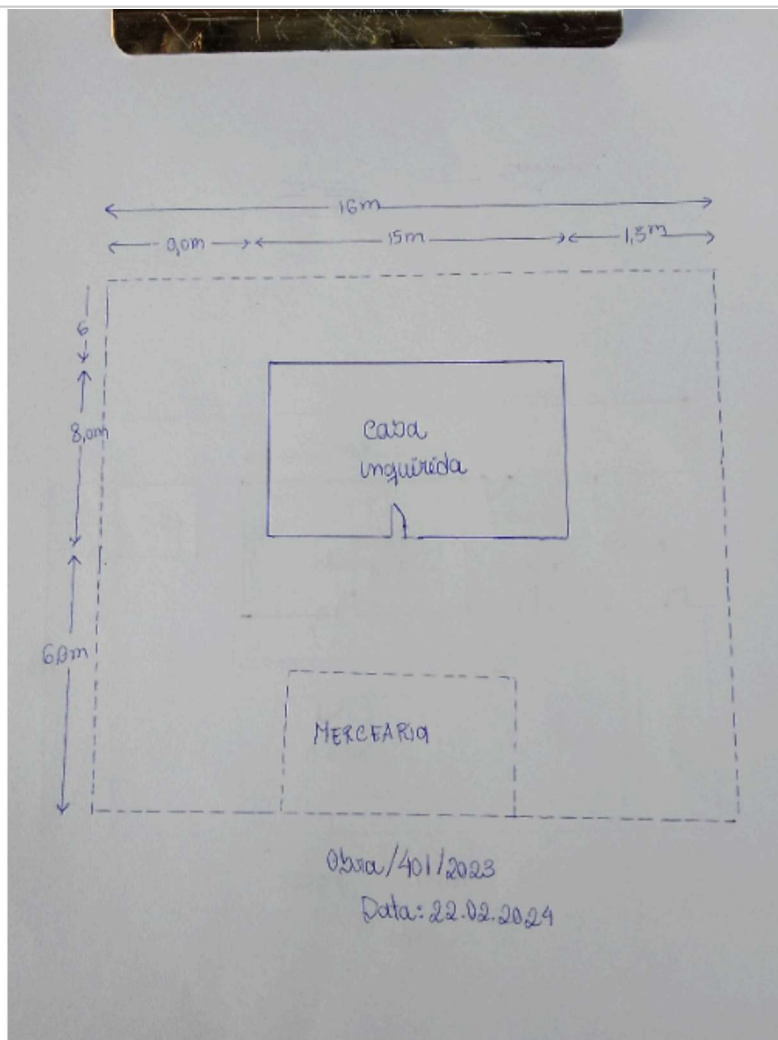 16m
0,0m
15m
1,5m
6
8,0m
casa
inquirida
6,0m
MERCEARIA
Obra/401/2023
Data: 22.02.2024